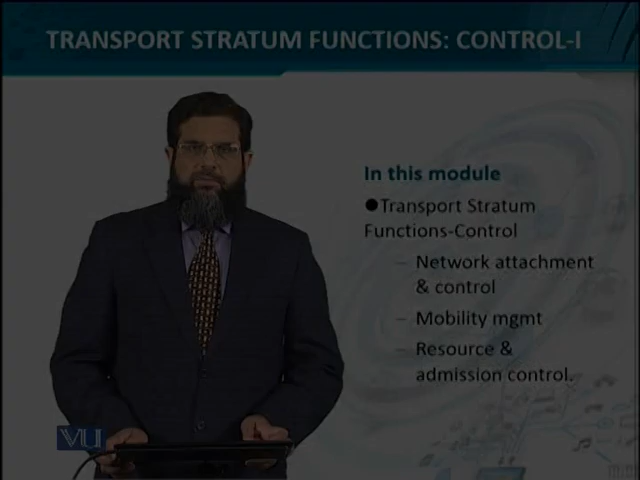 TRANSPORT STRATUM FUNCTIONS: CONTROL-I
In this module
●Transport Stratum
Functions-Control
– Network attachment
& control
– Mobility mgmt
– Resource &
admission control.
VU